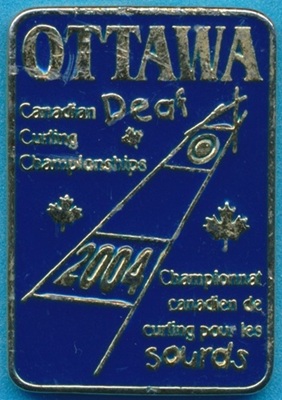 OTTAWA
Canadian Deaf
Curling
Championships
2004
Championnat
canadien de
curling pour les
sourds